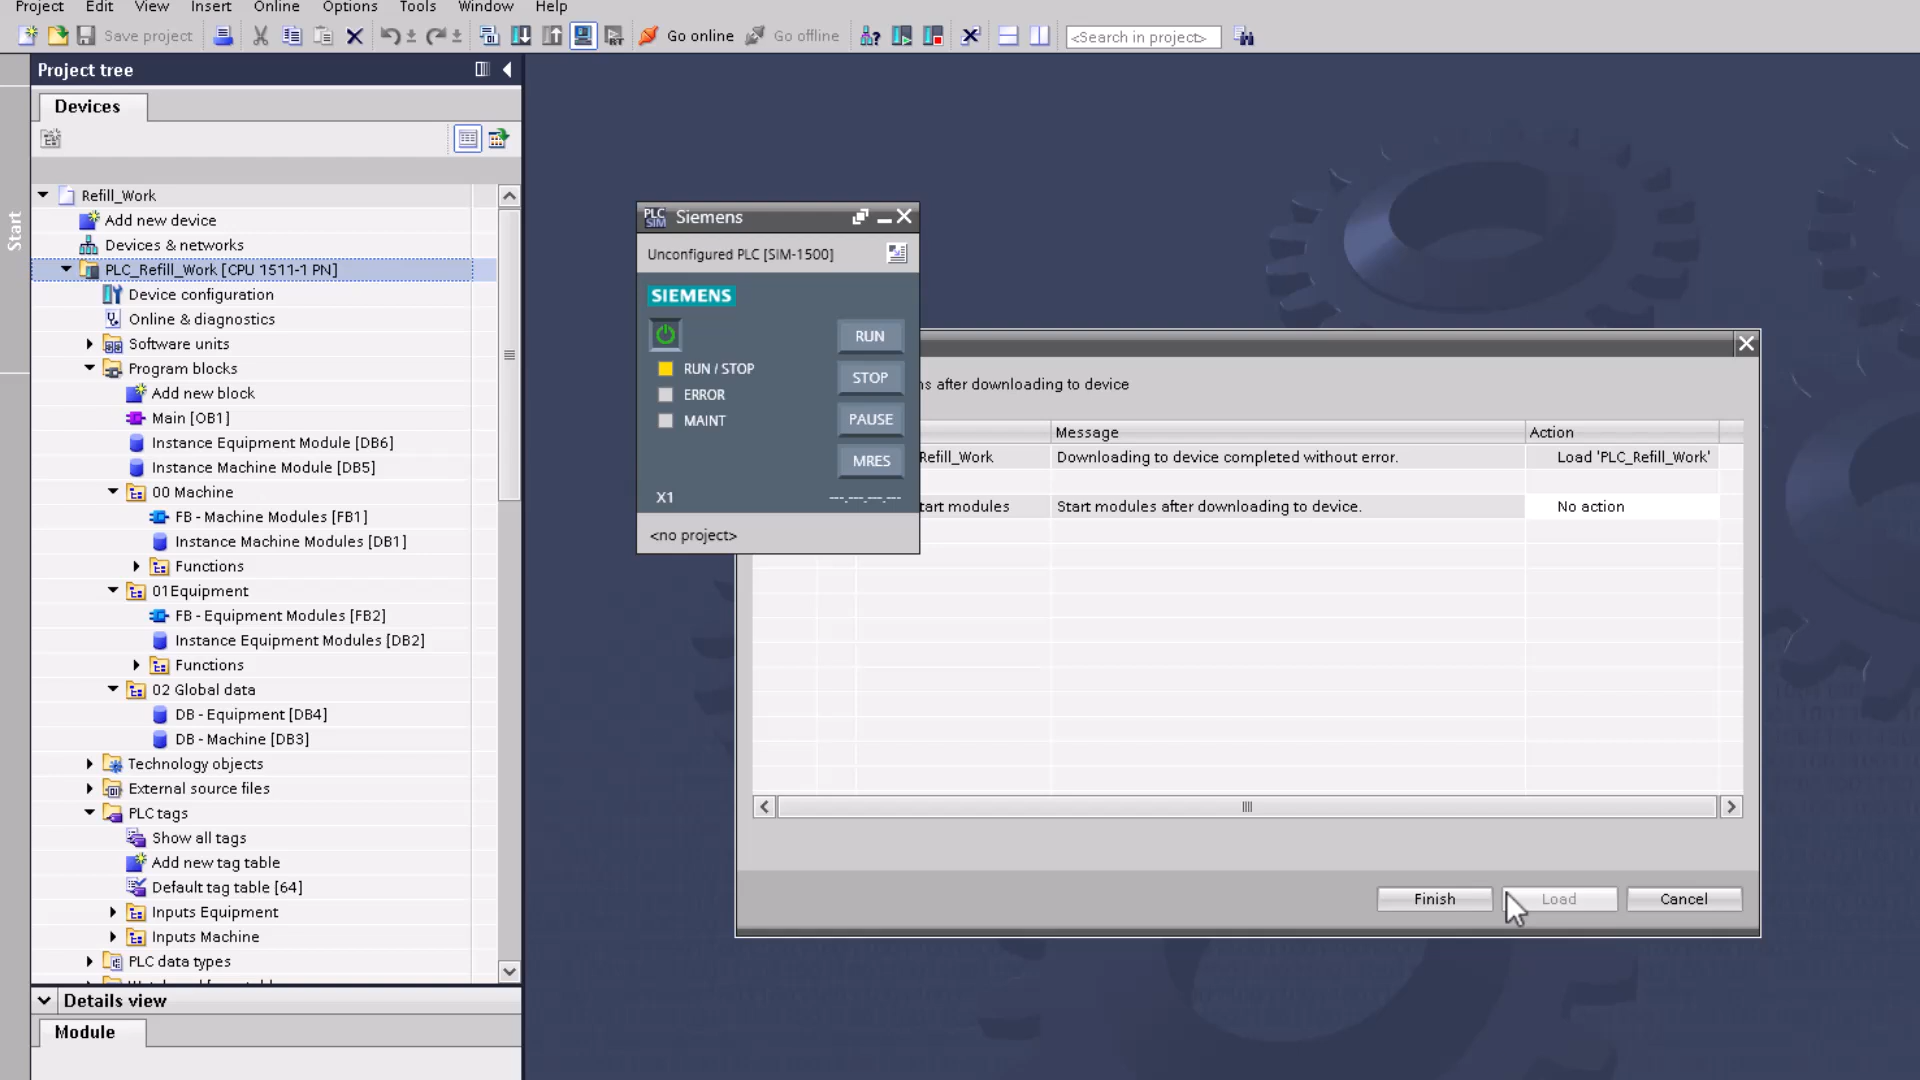 Project Edit View Insert Online Options Tools Window Help
Save project
Go online
Go offline
<Search in project>
Project tree
Devices
Start
Refill_Work
Add new device
Devices & networks
PLC_Refill_Work [CPU 1511-1 PN]
Device configuration
Online & diagnostics
Software units
Program blocks
Add new block
Main [OB1]
Instance Equipment Module [DB6]
Instance Machine Module [DB5]
00 Machine
FB - Machine Modules [FB1]
Instance Machine Modules [DB1]
Functions
01Equipment
FB - Equipment Modules [FB2]
Instance Equipment Modules [DB2]
Functions
02 Global data
DB - Equipment [DB4]
DB - Machine [DB3]
Technology objects
External source files
PLC tags
Show all tags
Add new tag table
Default tag table [64]
Inputs Equipment
Inputs Machine
PLC data types
Details view
Module
PLC SIM Siemens
Unconfigured PLC [SIM-1500]
SIEMENS
RUN
RUN / STOP
STOP
ERROR
PAUSE
MAINT
MRES
X1 ---.---.---.---
<no project>
after downloading to device
Message Action
Refill_Work Downloading to device completed without error. Load 'PLC_Refill_Work'
modules Start modules after downloading to device. No action
Finish Load Cancel